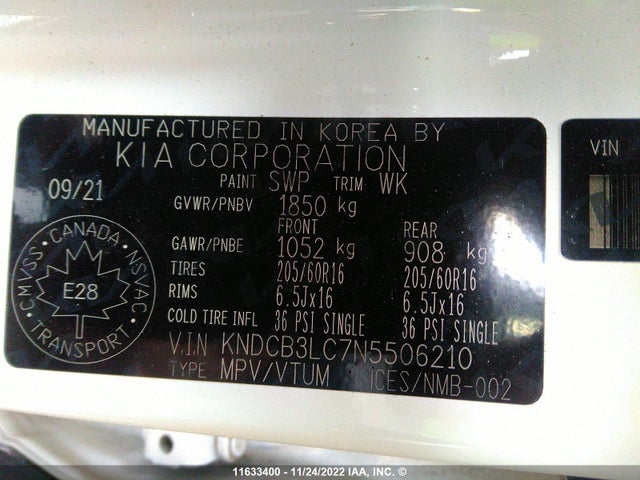 MANUFACTURED IN KOREA BY
KIA CORPORATION
PAINT SWP TRIM WK
09/21
GVWR/PNBV 1850 kg
FRONT REAR
GAWR/PNBE 1052 kg 908 kg
TIRES 205/60R16 205/60R16
RIMS 6.5Jx16 6.5Jx16
COLD TIRE INFL 36 PSI SINGLE 36 PSI SINGLE
V.I.N KNDCB3LC7N5506210
TYPE MPV/VTUM ICES/NMB-002
CANADA
CMVSS NSVAC
E28
TRANSPORT
VIN
11633400 - 11/24/2022 IAA, INC. ©